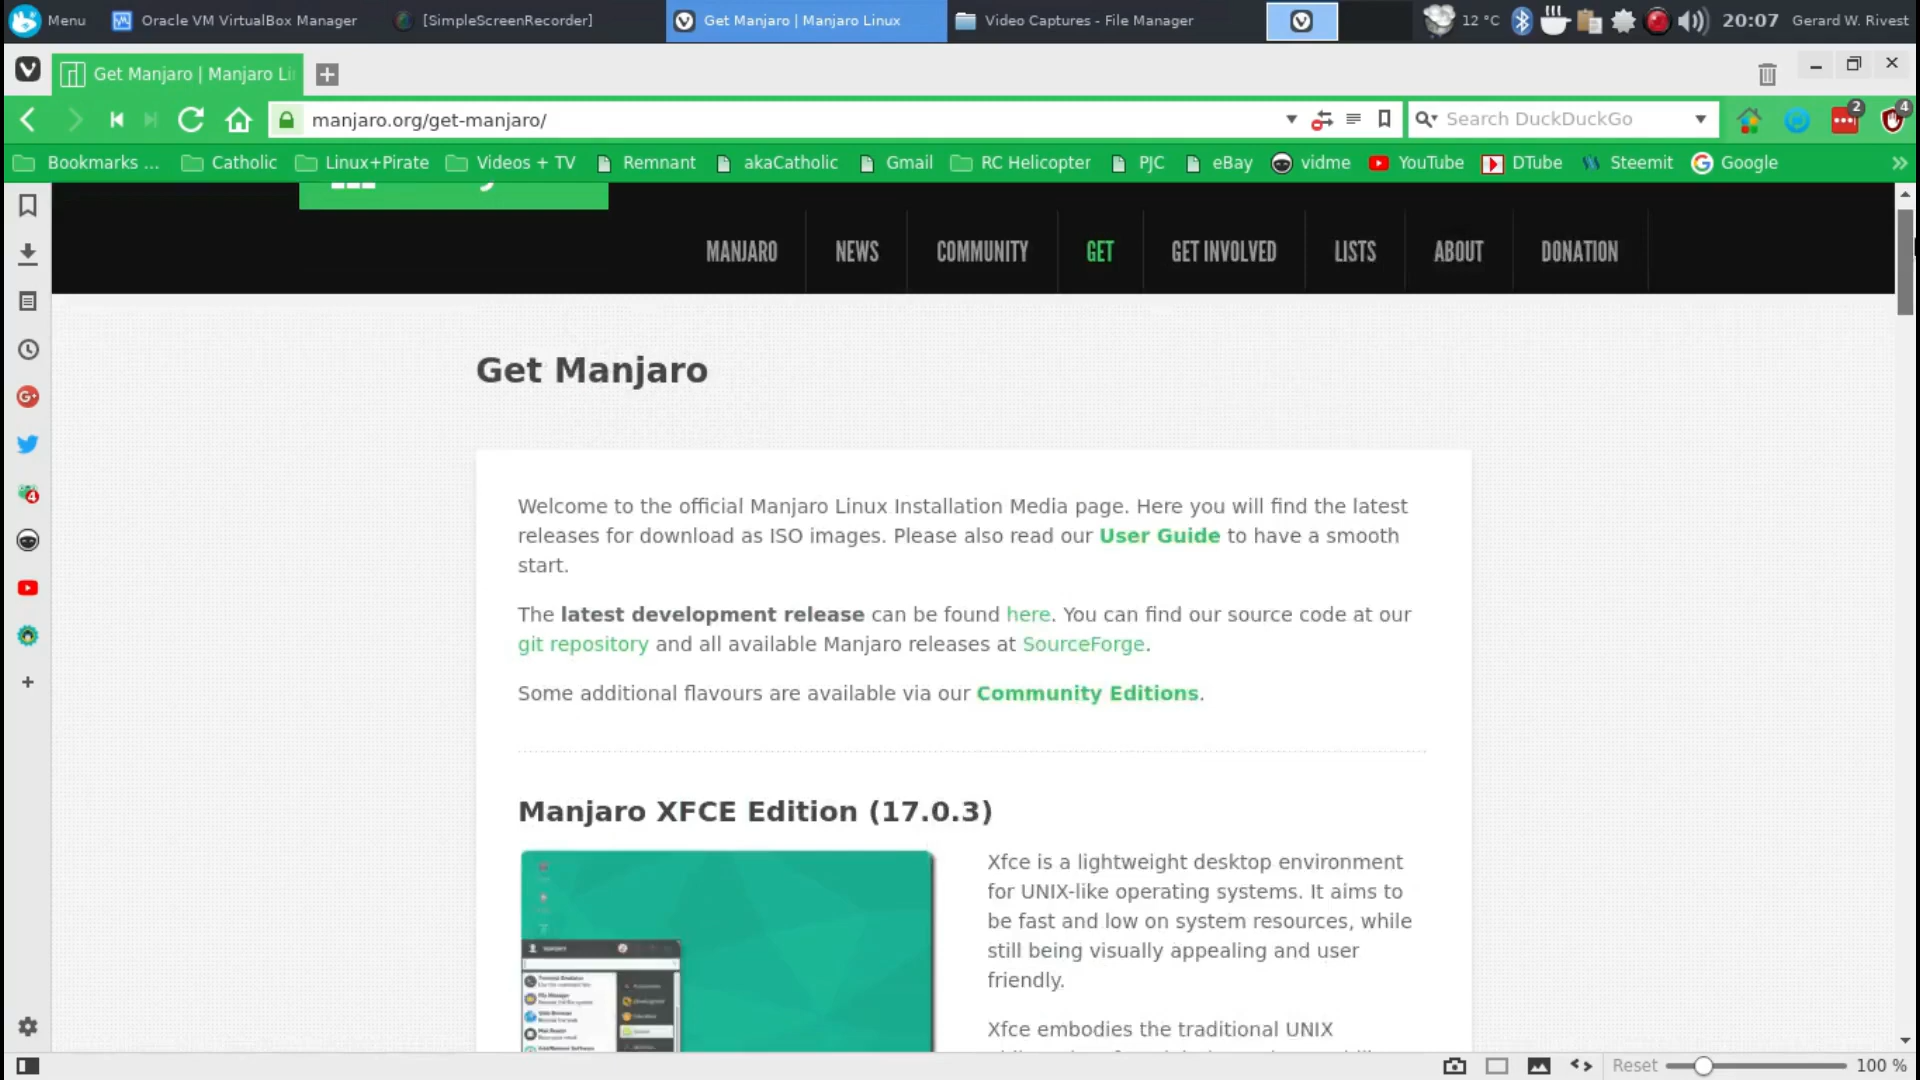 Menu Oracle VM VirtualBox Manager [SimpleScreenRecorder] Get Manjaro | Manjaro Linux Video Captures - File Manager 12 °C 20:07 Gerard W. Rivest
Get Manjaro | Manjaro Li
manjaro.org/get-manjaro/ Search DuckDuckGo 2 4
Bookmarks ... Catholic Linux+Pirate Videos + TV Remnant akaCatholic Gmail RC Helicopter PJC eBay vidme YouTube DTube Steemit Google
MANJARO NEWS COMMUNITY GET GET INVOLVED LISTS ABOUT DONATION
Get Manjaro
Welcome to the official Manjaro Linux Installation Media page. Here you will find the latest
releases for download as ISO images. Please also read our User Guide to have a smooth
start.
The latest development release can be found here. You can find our source code at our
git repository and all available Manjaro releases at SourceForge.
Some additional flavours are available via our Community Editions.
Manjaro XFCE Edition (17.0.3)
Xfce is a lightweight desktop environment
for UNIX-like operating systems. It aims to
be fast and low on system resources, while
still being visually appealing and user
friendly.
Xfce embodies the traditional UNIX
Reset 100 %